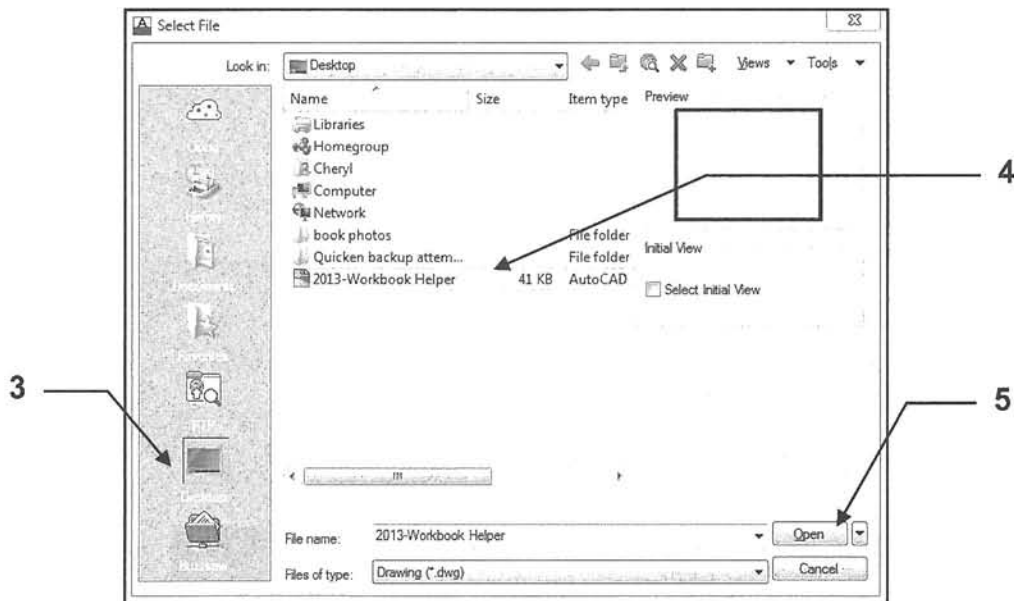 Select File
Look in:
Desktop
Views
Tools
Name
Size
Item type
Preview
Libraries
Homegroup
Cheryl
Computer
Network
book photos
File folder
Quicken backup attem...
File folder
2013-Workbook Helper
41 KB
AutoCAD
Initial View
Select Initial View
3
4
5
File name:
2013-Workbook Helper
Open
Files of type:
Drawing (*.dwg)
Cancel